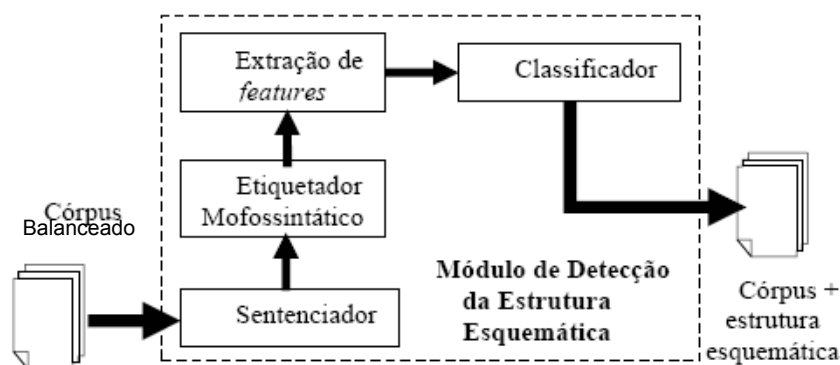 Extração de
features
Classificador
Etiquetador
Mofossintático
Córpus
Balanceado
Sentenciador
Módulo de Detecção
da Estrutura
Esquemática
Córpus +
estrutura
esquemática